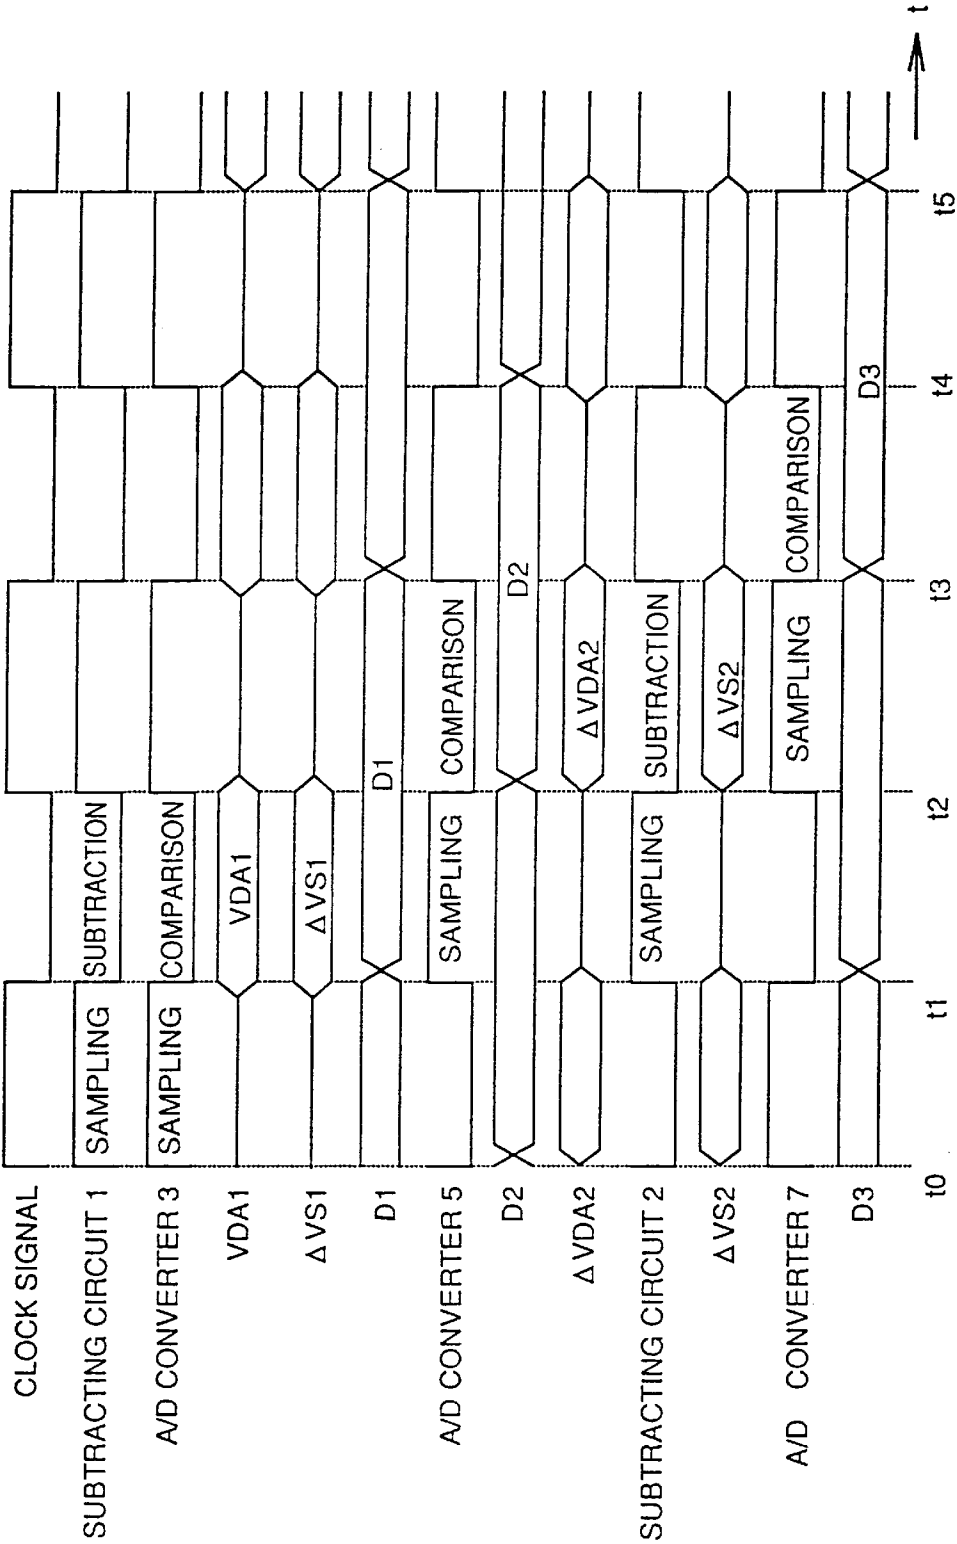 CLOCK SIGNAL
SUBTRACTING CIRCUIT 1 SAMPLING SUBTRACTION
A/D CONVERTER 3 SAMPLING COMPARISON
VDA1 VDA1
ΔVS1 ΔVS1
D1 D1
A/D CONVERTER 5 SAMPLING COMPARISON
D2 D2
ΔVDA2 ΔVDA2
SUBTRACTING CIRCUIT 2 SAMPLING SUBTRACTION
ΔVS2 ΔVS2
A/D CONVERTER 7 SAMPLING COMPARISON
D3 D3
t0 t1 t2 t3 t4 t5 t